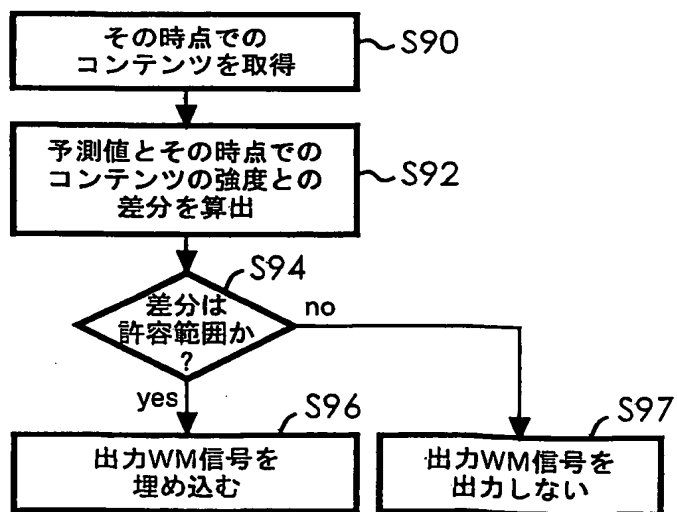 その時点での
コンテンツを取得
S90
予測値とその時点での
コンテンツの強度との
差分を算出
S92
S94
差分は
許容範囲か
?
no
yes
S96
出力WM信号を
埋め込む
S97
出力WM信号を
出力しない